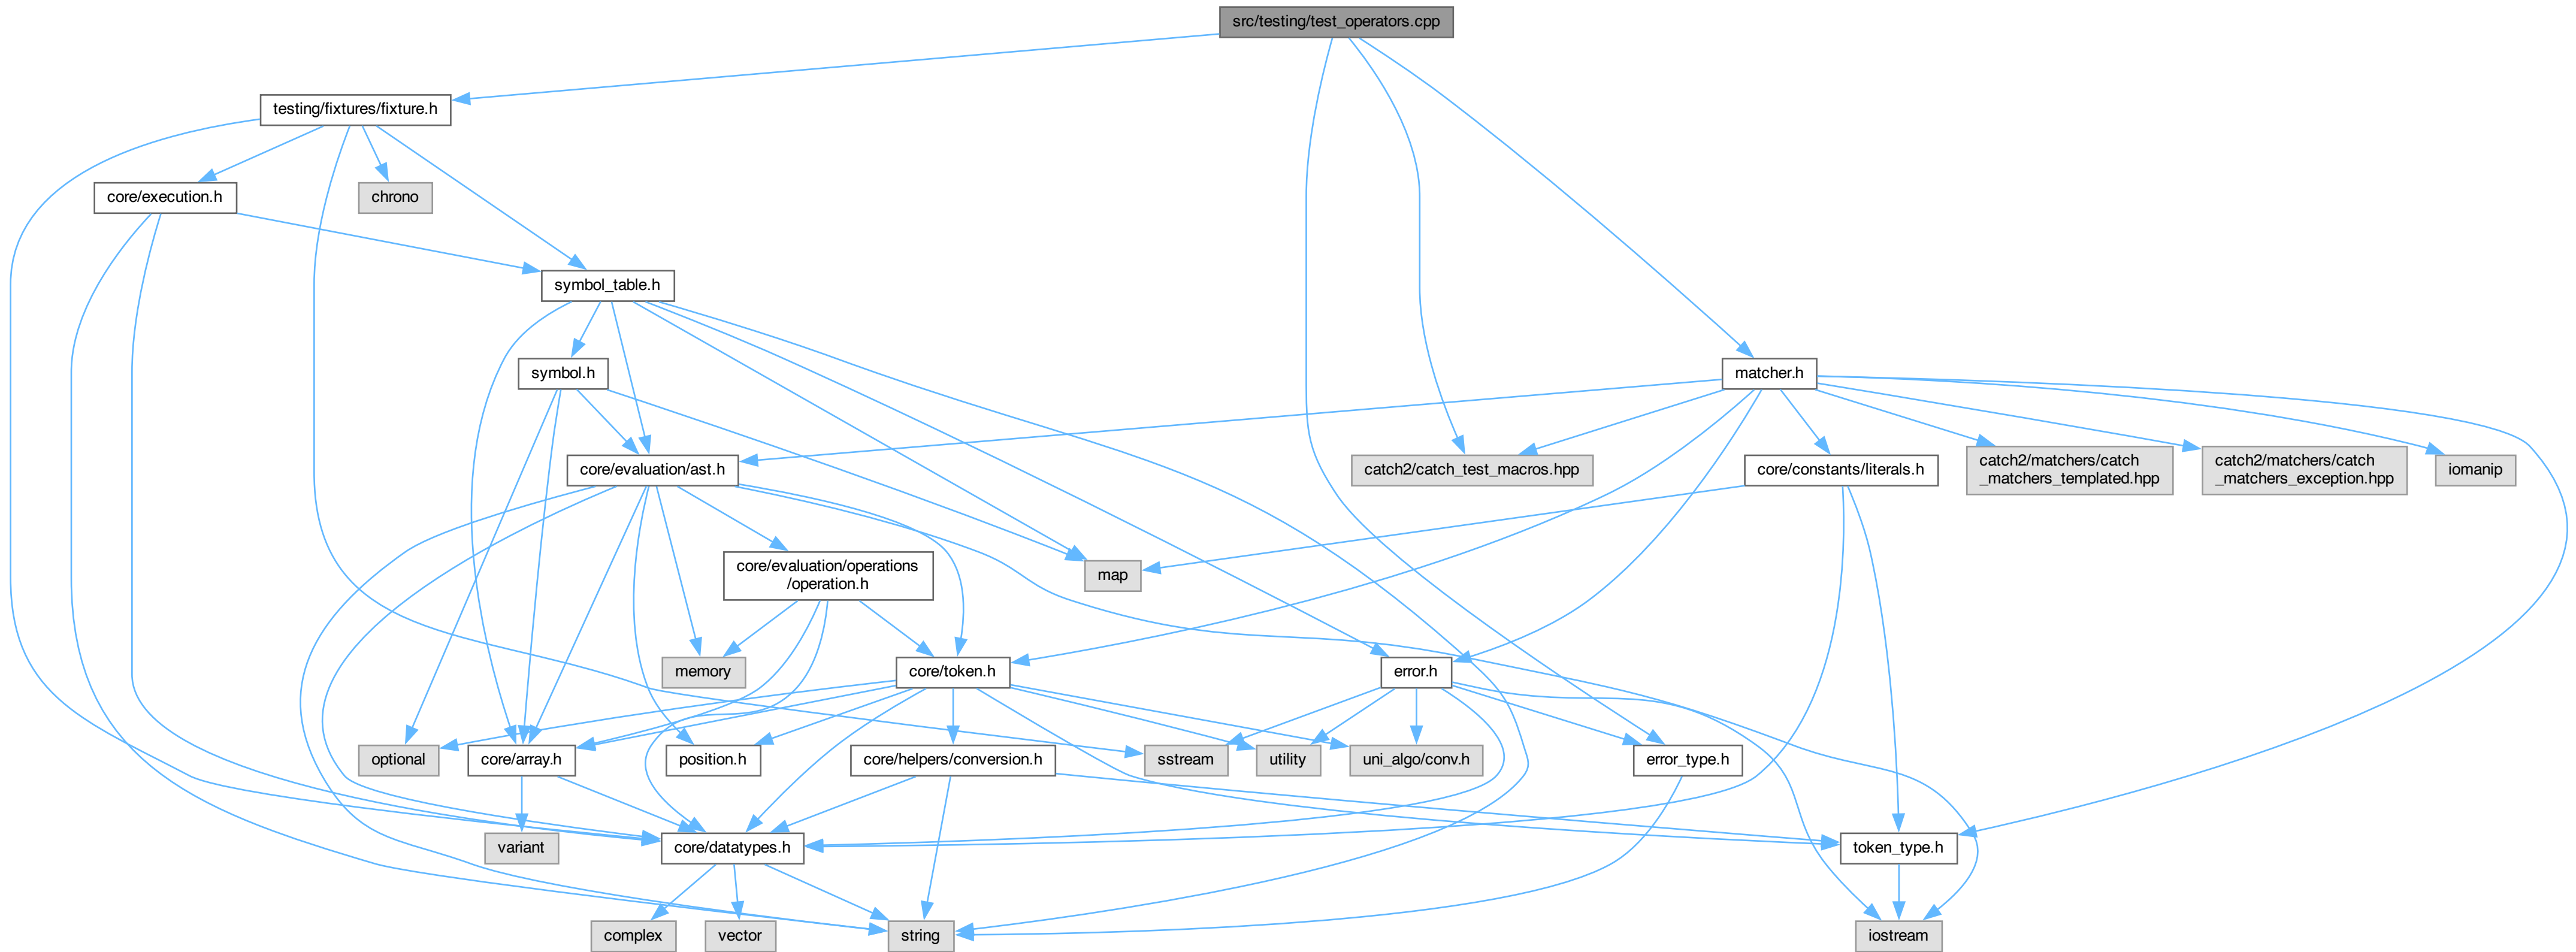 src/testing/test_operators.cpp
testing/fixtures/fixture.h
core/execution.h
chrono
symbol_table.h
symbol.h
matcher.h
core/evaluation/ast.h
catch2/catch_test_macros.hpp
core/constants/literals.h
catch2/matchers/catch
_matchers_templated.hpp
catch2/matchers/catch
_matchers_exception.hpp
iomanip
core/evaluation/operations
/operation.h
map
memory
core/token.h
error.h
optional
core/array.h
position.h
core/helpers/conversion.h
sstream
utility
uni_algo/conv.h
error_type.h
variant
core/datatypes.h
token_type.h
complex
vector
string
iostream